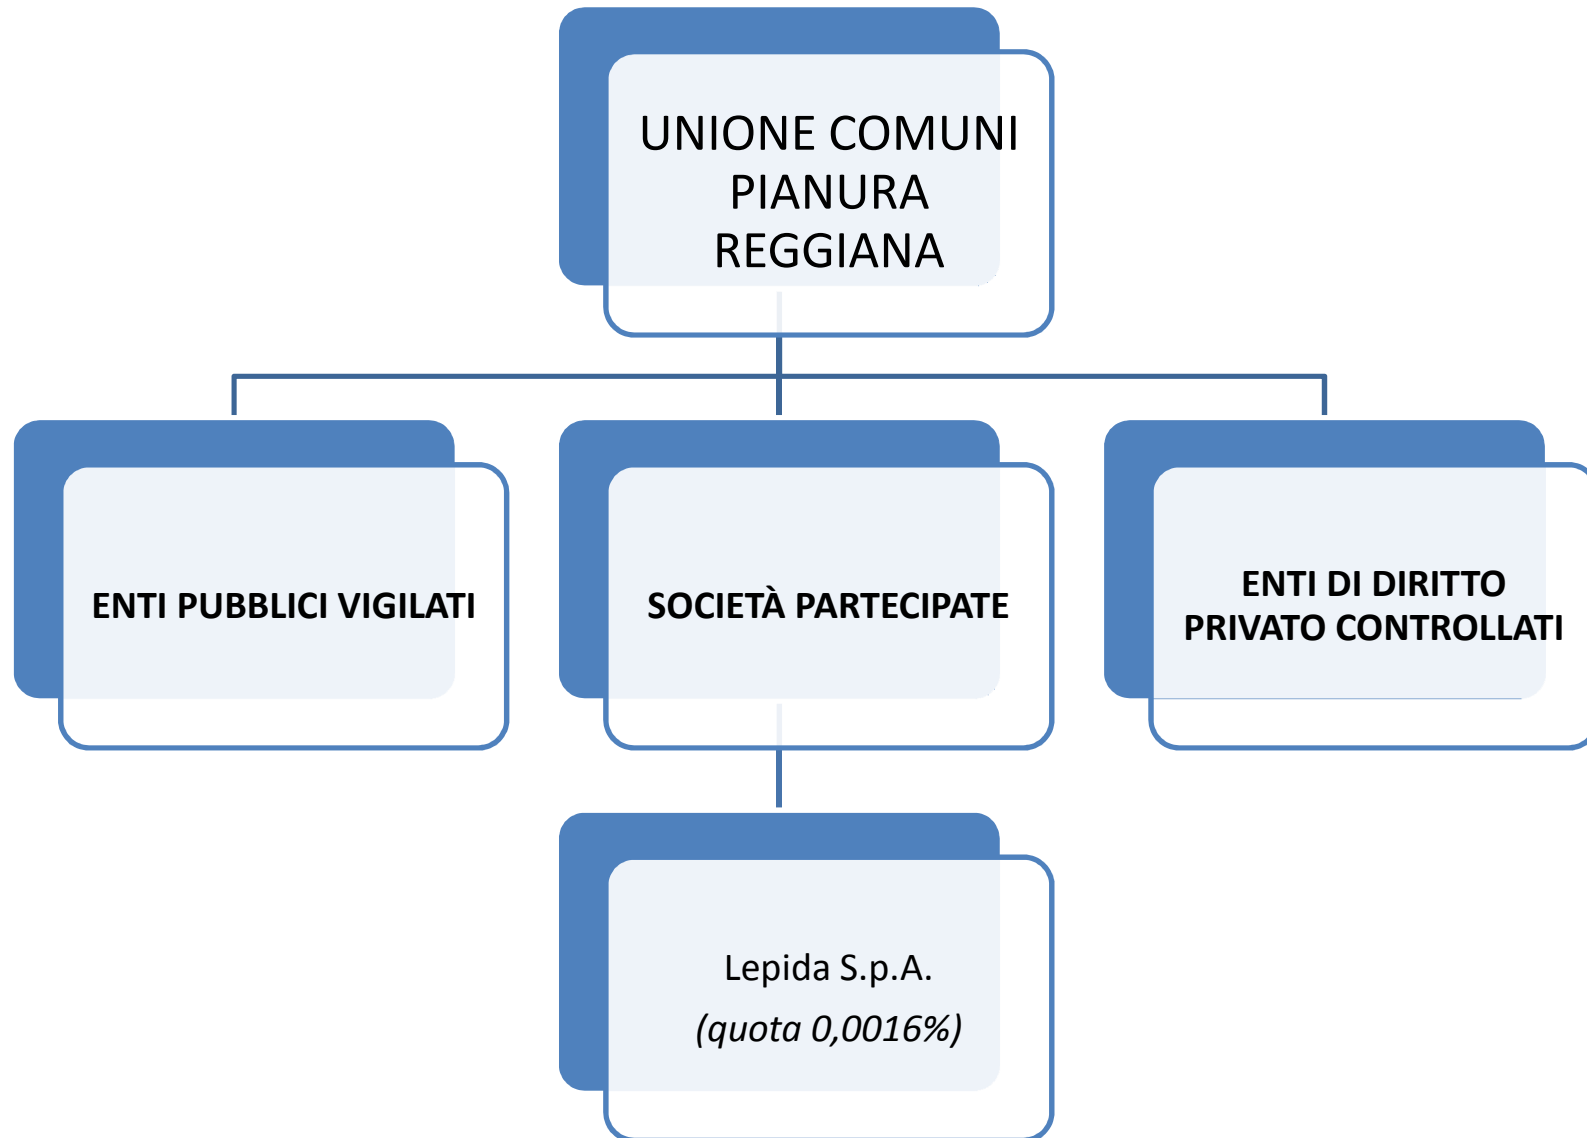 UNIONE COMUNI
PIANURA
REGGIANA
ENTI PUBBLICI VIGILATI
SOCIETÀ PARTECIPATE
ENTI DI DIRITTO
PRIVATO CONTROLLATI
Lepida S.p.A.
(quota 0,0016%)